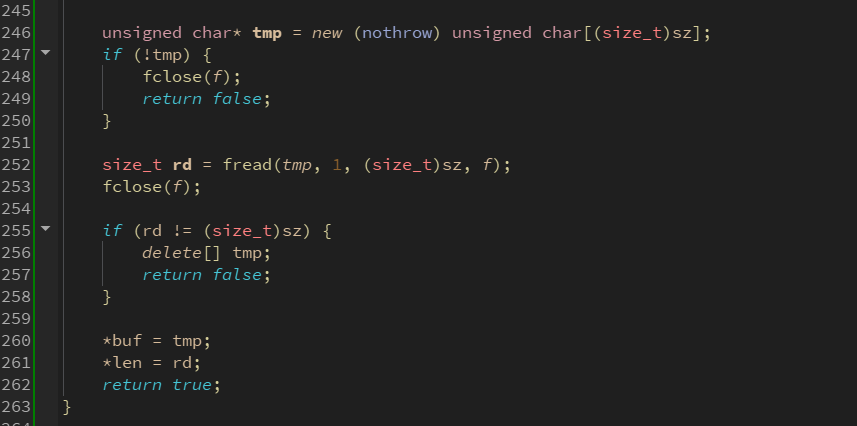 245
246 unsigned char* tmp = new (nothrow) unsigned char[(size_t)sz];
247 if (!tmp) {
248 fclose(f);
249 return false;
250 }
251
252 size_t rd = fread(tmp, 1, (size_t)sz, f);
253 fclose(f);
254
255 if (rd != (size_t)sz) {
256 delete[] tmp;
257 return false;
258 }
259
260 *buf = tmp;
261 *len = rd;
262 return true;
263 }